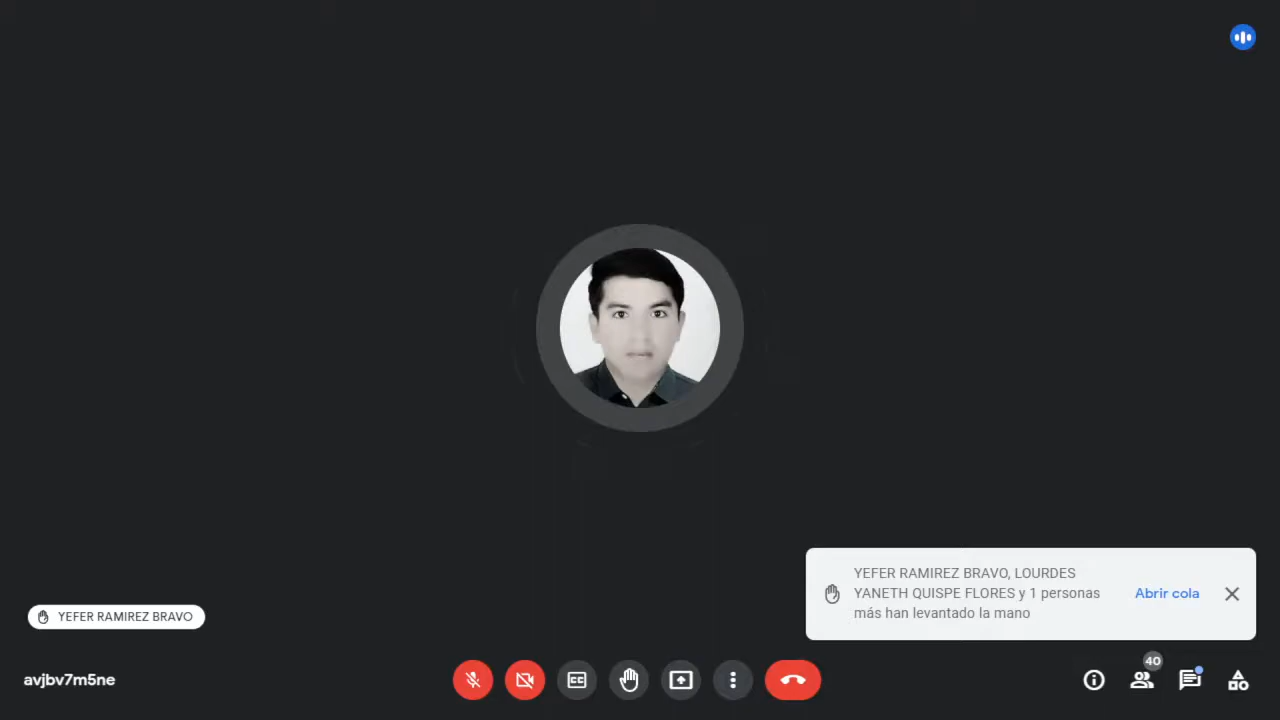 YEFER RAMIREZ BRAVO, LOURDES
YANETH QUISPE FLORES y 1 personas
más han levantado la mano
Abrir cola
YEFER RAMIREZ BRAVO
40
avjbv7m5ne
CC